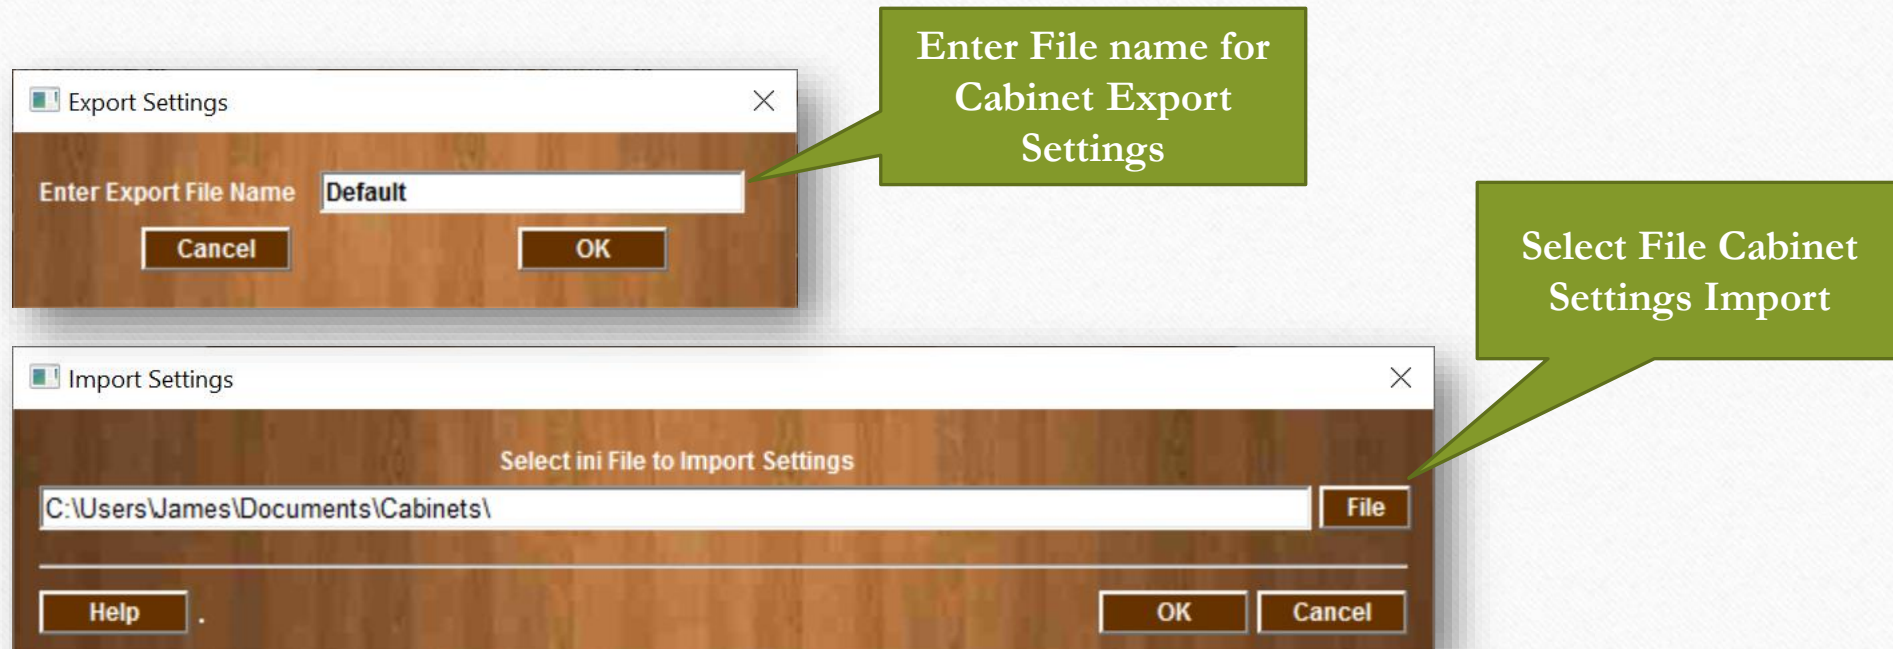 Enter File name for
Cabinet Export
Settings
Export Settings
Enter Export File Name Default
Cancel OK
Select File Cabinet
Settings Import
Import Settings
Select ini File to Import Settings
C:\Users\James\Documents\Cabinets\ File
Help . OK Cancel